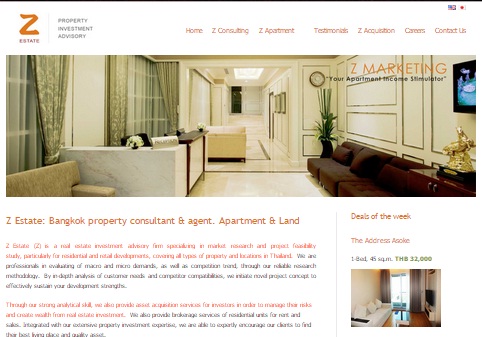 Z
ESTATE
PROPERTY
INVESTMENT
ADVISORY
Home Z Consulting Z Apartment Testimonials Z Acquisition Careers Contact Us
Z MARKETING
"Your Apartment Income Stimulator"
Z Estate: Bangkok property consultant & agent. Apartment & Land
Z Estate (Z) is a real estate investment advisory firm specializing in market research and project feasibility
study, particularly for residential and retail developments, covering all types of property and locations in Thailand. We are
professionals in evaluating of macro and micro demands, as well as competition trend, through our reliable research
methodology. By in-depth analysis of customer needs and competitor compatibilities, we initiate novel project concept to
effectively sustain your development strengths.
Through our strong analytical skill, we also provide asset acquisition services for investors in order to manage their risks
and create wealth from real estate investment. We also provide brokerage services of residential units for rent and
sales. Integrated with our extensive property investment expertise, we are able to expertly encourage our clients to find
their best living place and quality asset.
Deals of the week
The Address Asoke
1-Bed, 45 sq.m. THB 32,000